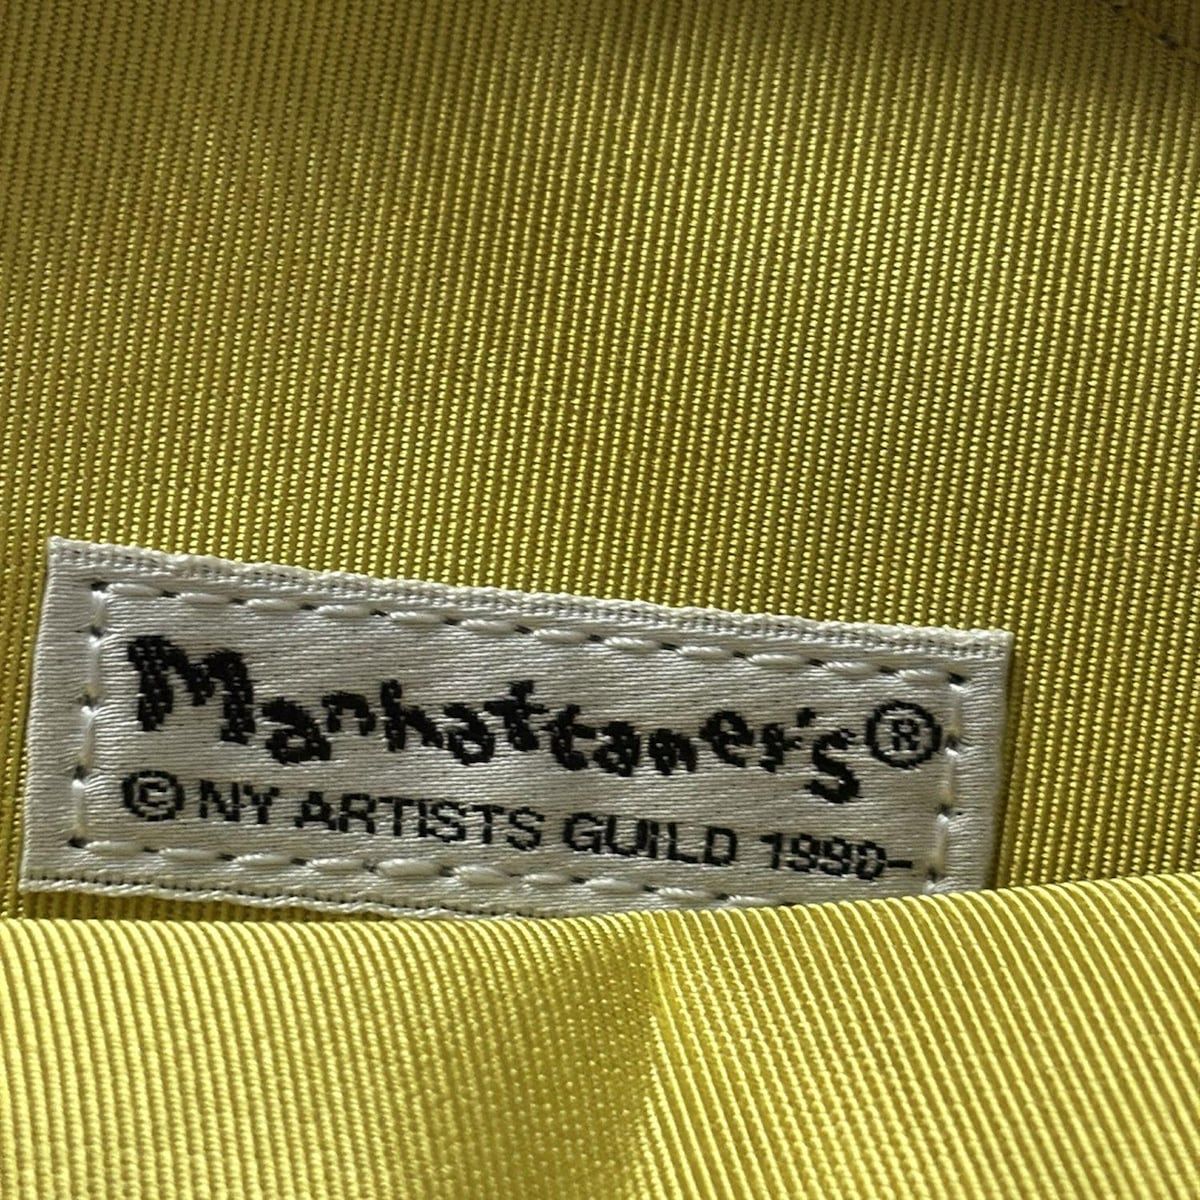 Manhattaner's®
© NY ARTISTS GUILD 1990-